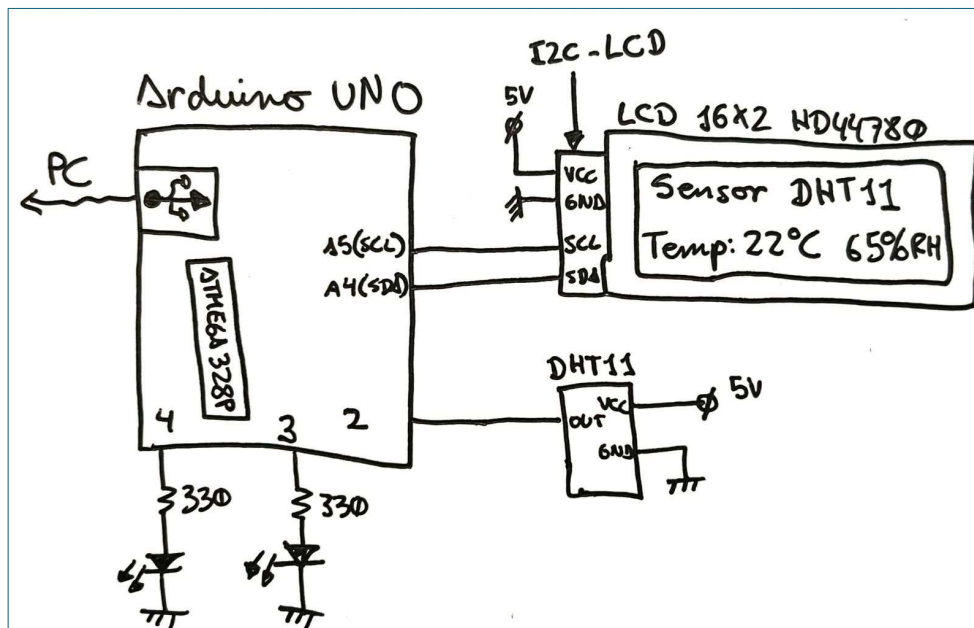 I2C-LCD
Arduino UNO
5V
LCD 16X2 HD44780
PC
VCC
GND
SCL
SDA
Sensor DHT11
Temp: 22°C 65%RH
A5(SCL)
A4(SDA)
ATMEGA 328P
DHT11
VCC
OUT
GND
5V
4
3
2
330
330